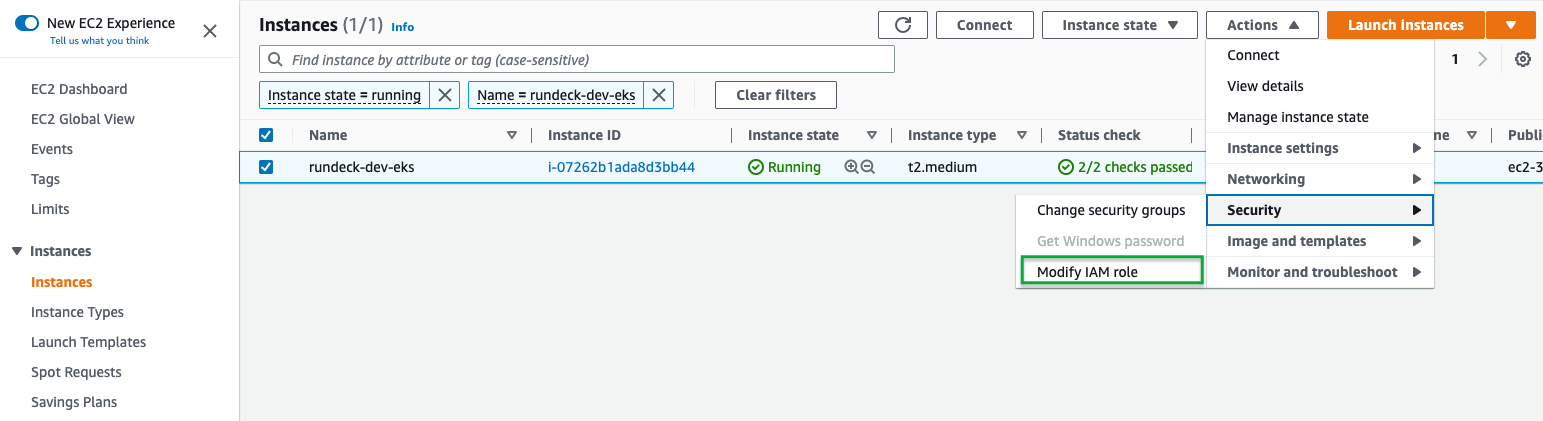 New EC2 Experience
Tell us what you think
EC2 Dashboard
EC2 Global View
Events
Tags
Limits
Instances
Instances
Instance Types
Launch Templates
Spot Requests
Savings Plans
Instances (1/1) Info
Connect
Instance state
Actions
Launch instances
Find instance by attribute or tag (case-sensitive)
1
Instance state = running
Name = rundeck-dev-eks
Clear filters
Name
Instance ID
Instance state
Instance type
Status check
ne
Public
rundeck-dev-eks
i-07262b1ada8d3bb44
Running
t2.medium
2/2 checks passed
ec2-3
Connect
View details
Manage instance state
Instance settings
Networking
Security
Image and templates
Monitor and troubleshoot
Change security groups
Get Windows password
Modify IAM role